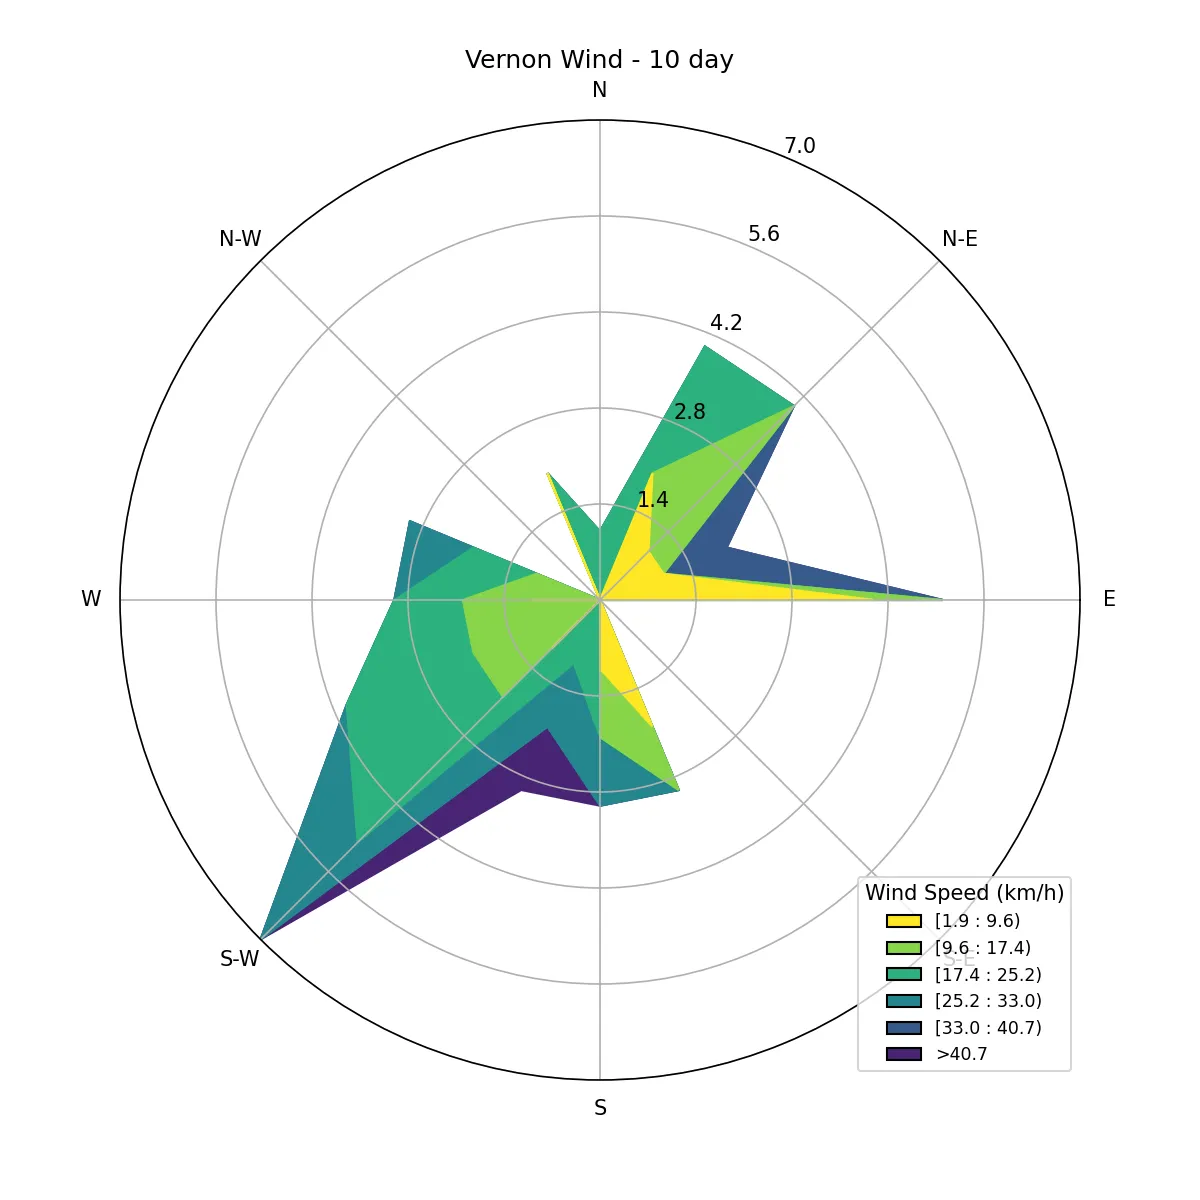 Vernon Wind - 10 day
N
7.0
N-W
5.6
N-E
4.2
2.8
1.4
W
E
S-W
S-E
S
Wind Speed (km/h)
[1.9 : 9.6)
[9.6 : 17.4)
[17.4 : 25.2)
[25.2 : 33.0)
[33.0 : 40.7)
>40.7